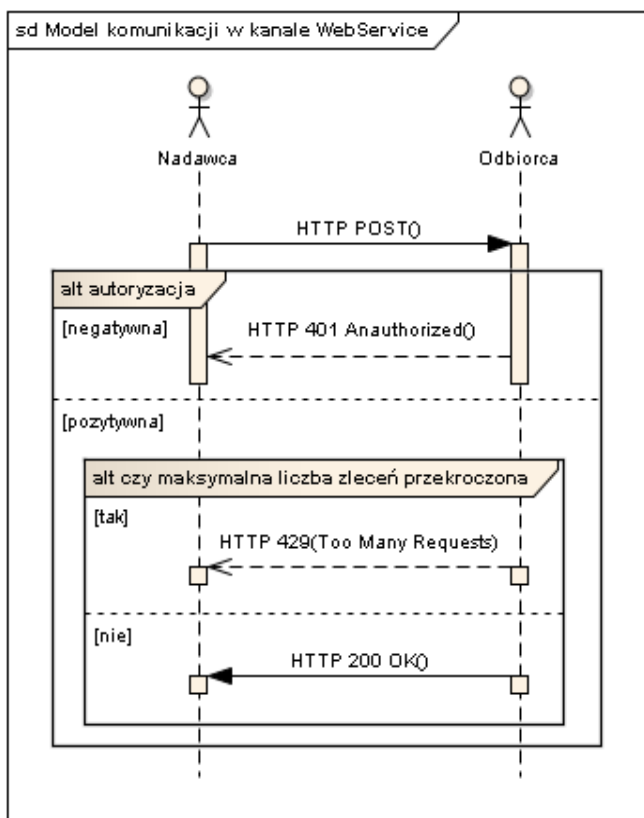 sd Model komunikacji w kanale WebService
Nadawca
Odbiorca
HTTP POST()
alt autoryzacja
[negatywna]
HTTP 401 Anauthorized()
[pozytywna]
alt czy maksymalna liczba zleceń przekroczona
[tak]
HTTP 429(Too Many Requests)
[nie]
HTTP 200 OK()